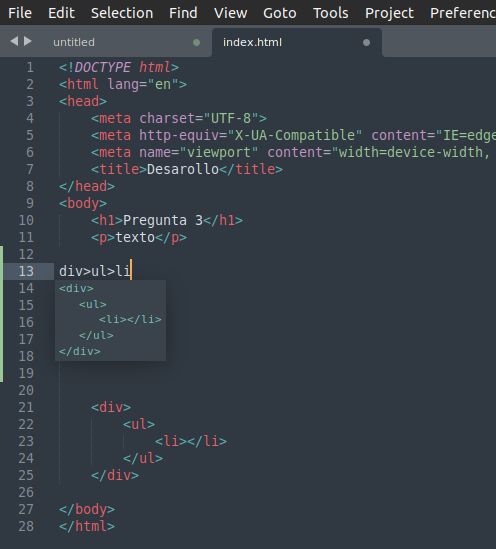 File Edit Selection Find View Goto Tools Project Preferenc
untitled index.html
1 <!DOCTYPE html>
2 <html lang="en">
3 <head>
4 <meta charset="UTF-8">
5 <meta http-equiv="X-UA-Compatible" content="IE=edge
6 <meta name="viewport" content="width=device-width,
7 <title>Desarollo</title>
8 </head>
9 <body>
10 <h1>Pregunta 3</h1>
11 <p>texto</p>
12
13 div>ul>li
14 <div>
15 <ul>
16 <li></li>
17 </ul>
18 </div>
19
20
21 <div>
22 <ul>
23 <li></li>
24 </ul>
25 </div>
26
27 </body>
28 </html>